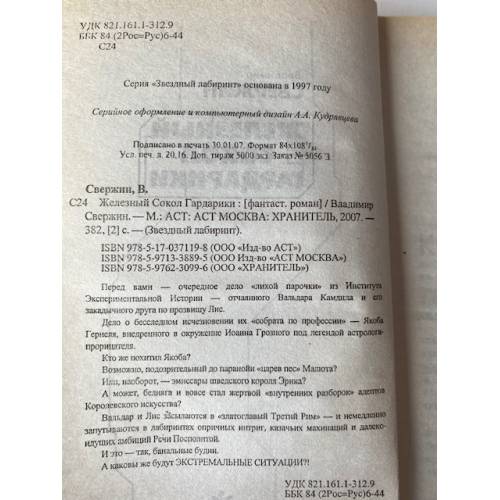 УДК 821.161.1-312.9
ББК 84 (2Рос=Рус)6-44
С24
Серия «Звездный лабиринт» основана в 1997 году
Серийное оформление и компьютерный дизайн А.А. Кудрявцева
Подписано в печать 30.01.07. Формат 84x108 1/32
Усл. печ. л. 20,16. Доп. тираж 5000 экз. Заказ № 5056 Э
Свержин, В.
С24 Железный Сокол Гардарики : [фантаст. роман] / Владимир
Свержин. — М.: АСТ: АСТ МОСКВА: ХРАНИТЕЛЬ, 2007. —
382, [2] с. — (Звездный лабиринт).
ISBN 978-5-17-037119-8 (ООО «Изд-во АСТ»)
ISBN 978-5-9713-3889-5 (ООО Изд-во «АСТ МОСКВА»)
ISBN 978-5-9762-3099-6 (ООО «ХРАНИТЕЛЬ»)
Перед вами — очередное дело «лихой парочки» из Института
Экспериментальной Истории — отчаянного Вальдара Камдила и его
закадычного друга по прозвищу Лис.
Дело о бесследном исчезновении их «собрата по профессии» — Якоба
Гернеля, внедренного в окружение Иоанна Грозного под легендой астролога-
прорицателя.
Кто же похитил Якоба?
Возможно, подозрительный до паранойи «царев пес» Малюта?
Или, наоборот, — эмиссары шведского короля Эрика?
А может, бедняга и вовсе стал жертвой «внутренних разборок» адептов
Королевского искусства?
Вальдар и Лис засылаются в «златоглавый Третий Рим» — и немедленно
запутываются в лабиринтах опричных интриг, казачьих махинаций и далеко-
идущих амбиций Речи Посполитой.
И это — так, банальные будни.
А каковы же будут ЭКСТРЕМАЛЬНЫЕ СИТУАЦИИ?!
УДК 821.161.1-312.9
ББК 84 (2Рос=Рус)6-44